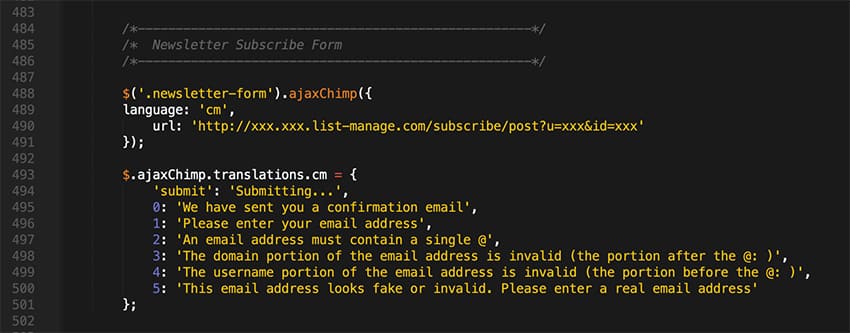 483
484 /*----------------------------------------------------*/
485 /*  Newsletter Subscribe Form
486 /*----------------------------------------------------*/
487
488 $('.newsletter-form').ajaxChimp({
489 language: 'cm',
490     url: 'http://xxx.xxx.list-manage.com/subscribe/post?u=xxx&id=xxx'
491 });
492
493 $.ajaxChimp.translations.cm = {
494     'submit': 'Submitting...',
495     0: 'We have sent you a confirmation email',
496     1: 'Please enter your email address',
497     2: 'An email address must contain a single @',
498     3: 'The domain portion of the email address is invalid (the portion after the @: )',
499     4: 'The username portion of the email address is invalid (the portion before the @: )',
500     5: 'This email address looks fake or invalid. Please enter a real email address'
501 };
502